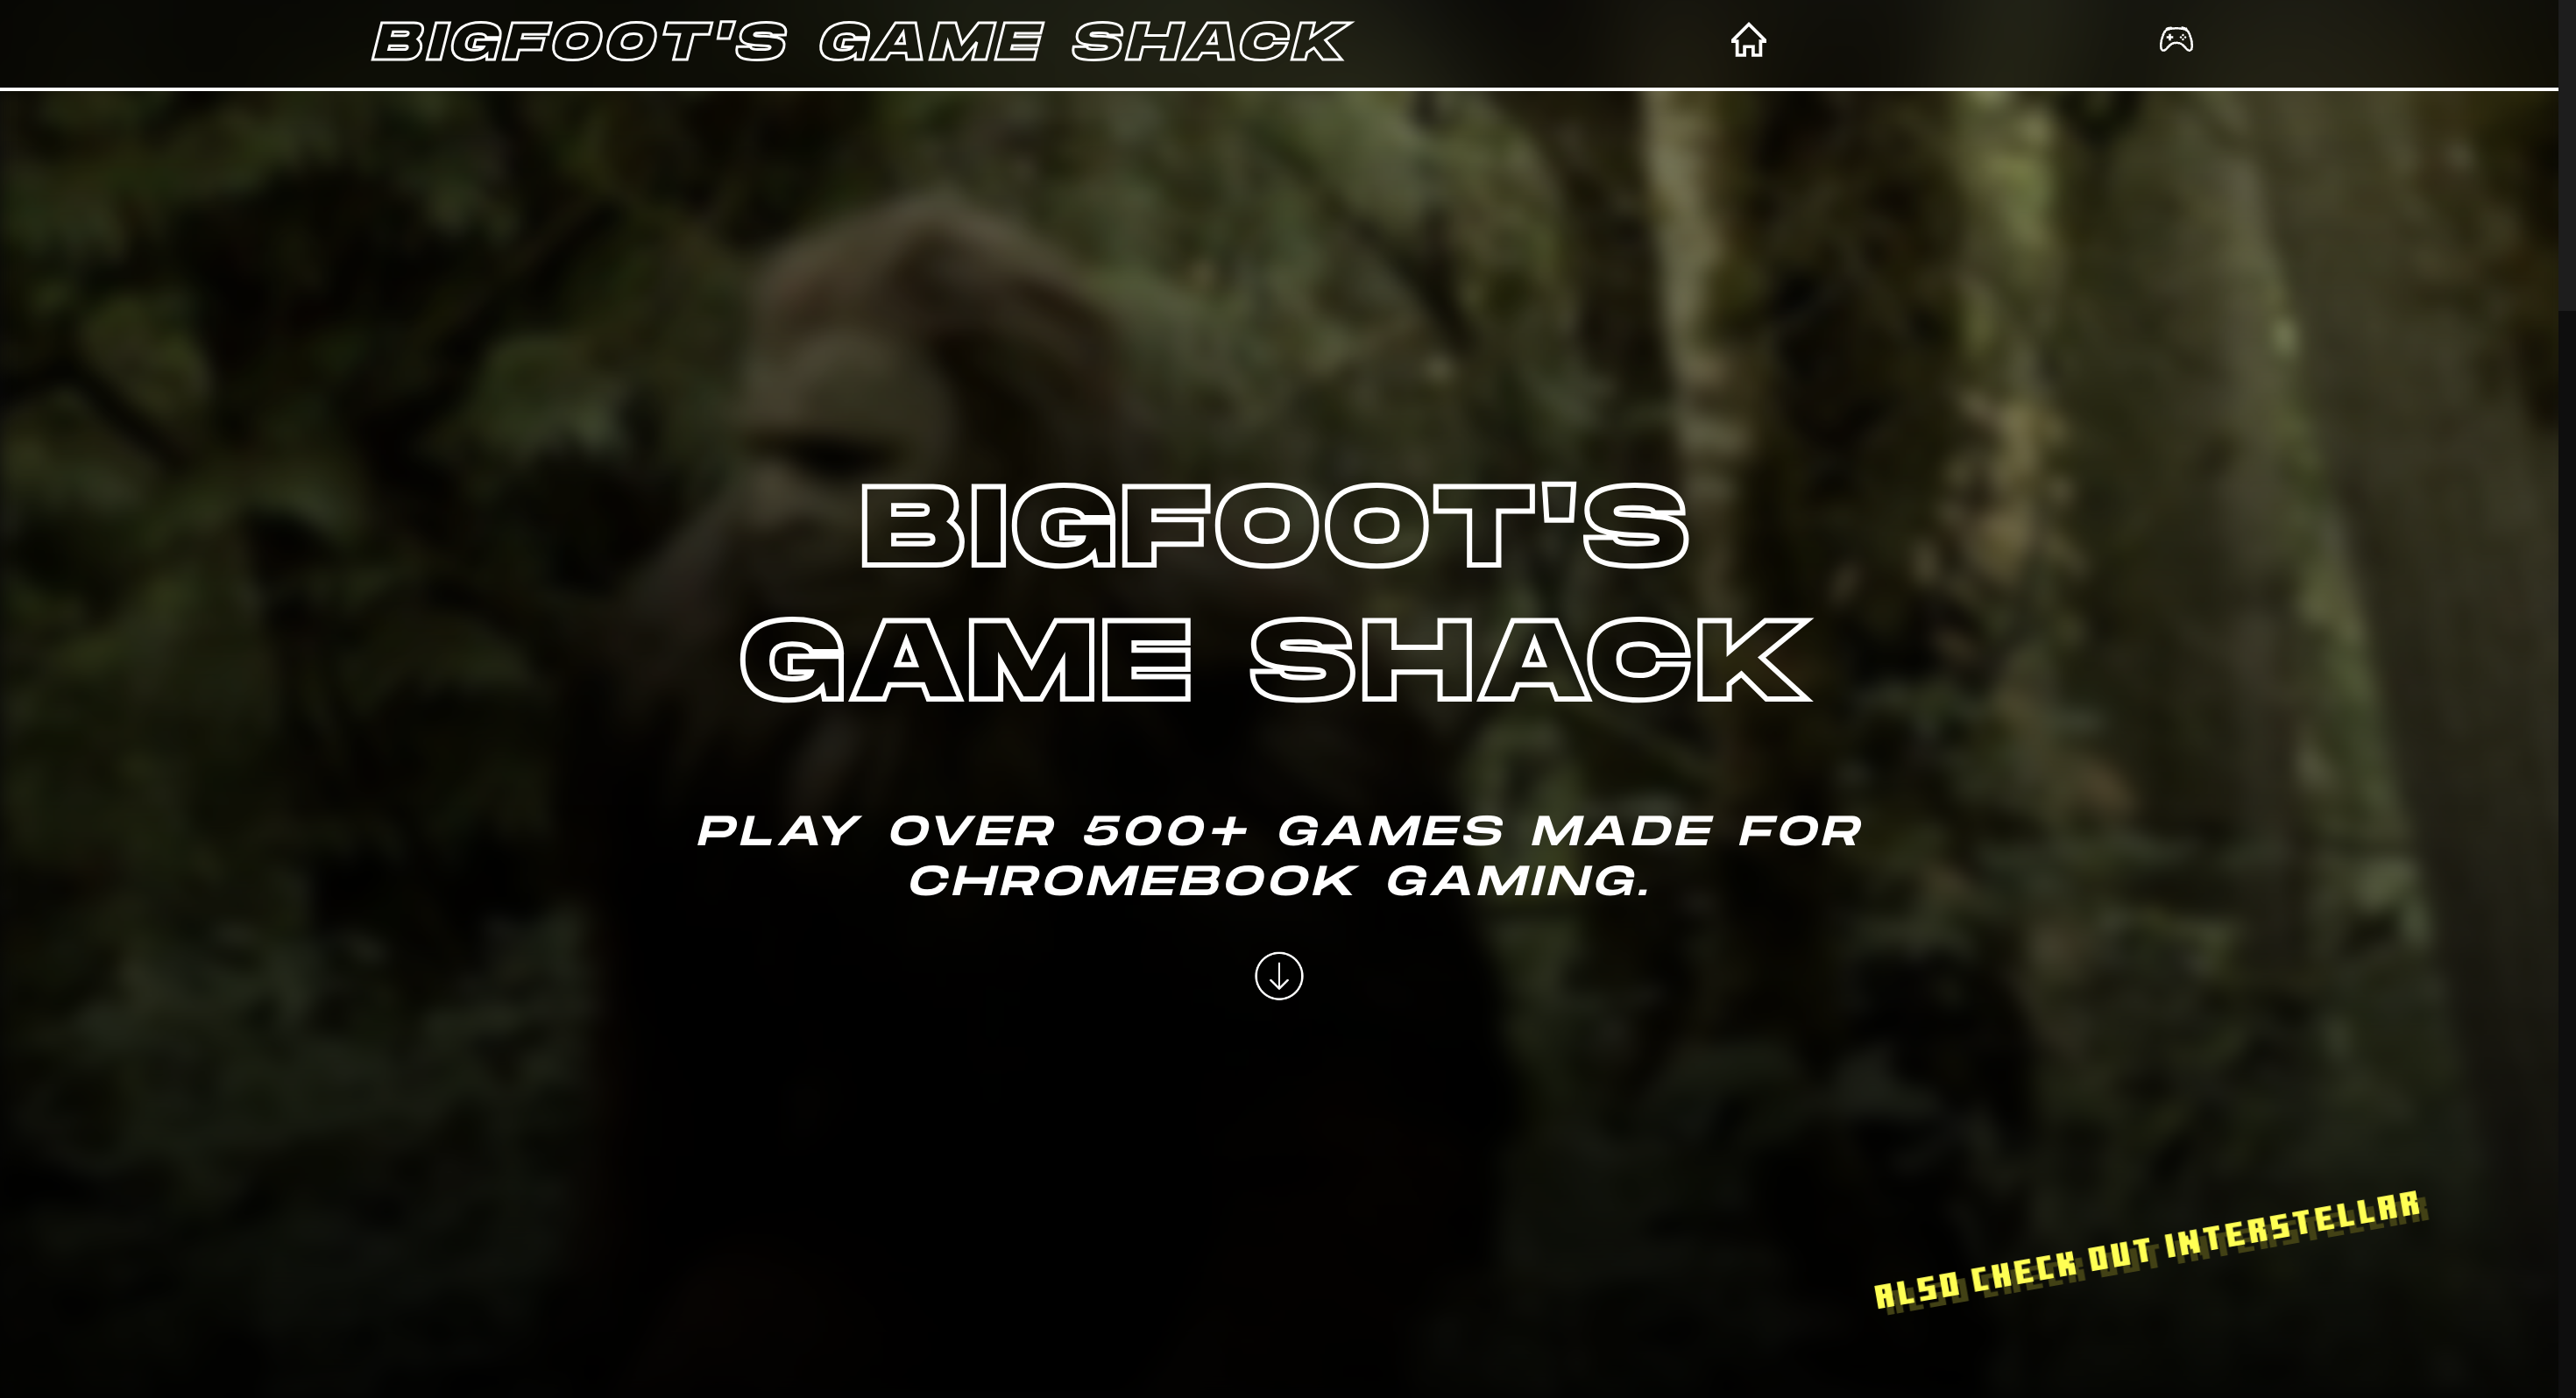 BIGFOOT'S GAME SHACK
BIGFOOT'S
GAME SHACK
PLAY OVER 500+ GAMES MADE FOR
CHROMEBOOK GAMING.
ALSO CHECK OUT INTERSTELLAR